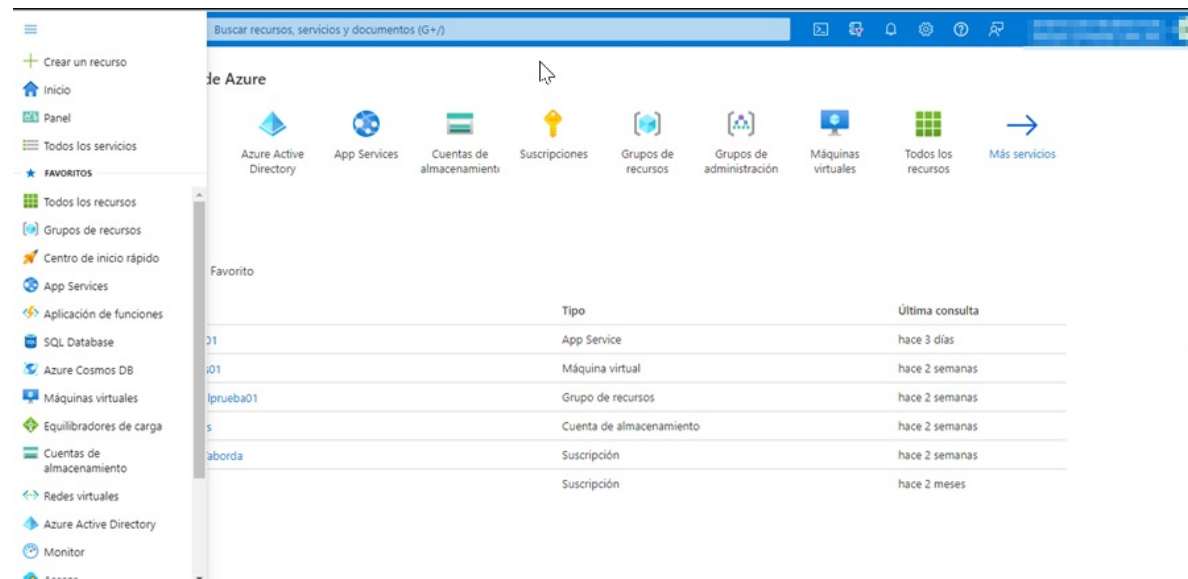 Buscar recursos, servicios y documentos (G+/)
Crear un recurso
Inicio
Panel
Todos los servicios
FAVORITOS
Todos los recursos
Grupos de recursos
Centro de inicio rápido
App Services
Aplicación de funciones
SQL Database
Azure Cosmos DB
Máquinas virtuales
Equilibradores de carga
Cuentas de
almacenamiento
Redes virtuales
Azure Active Directory
Monitor
de Azure
Azure Active
Directory
App Services
Cuentas de
almacenamiento
Suscripciones
Grupos de
recursos
Grupos de
administración
Máquinas
virtuales
Todos los
recursos
Más servicios
Favorito
Tipo Última consulta
01 App Service hace 3 días
s01 Máquina virtual hace 2 semanas
lprueba01 Grupo de recursos hace 2 semanas
s Cuenta de almacenamiento hace 2 semanas
Taborda Suscripción hace 2 semanas
Suscripción hace 2 meses